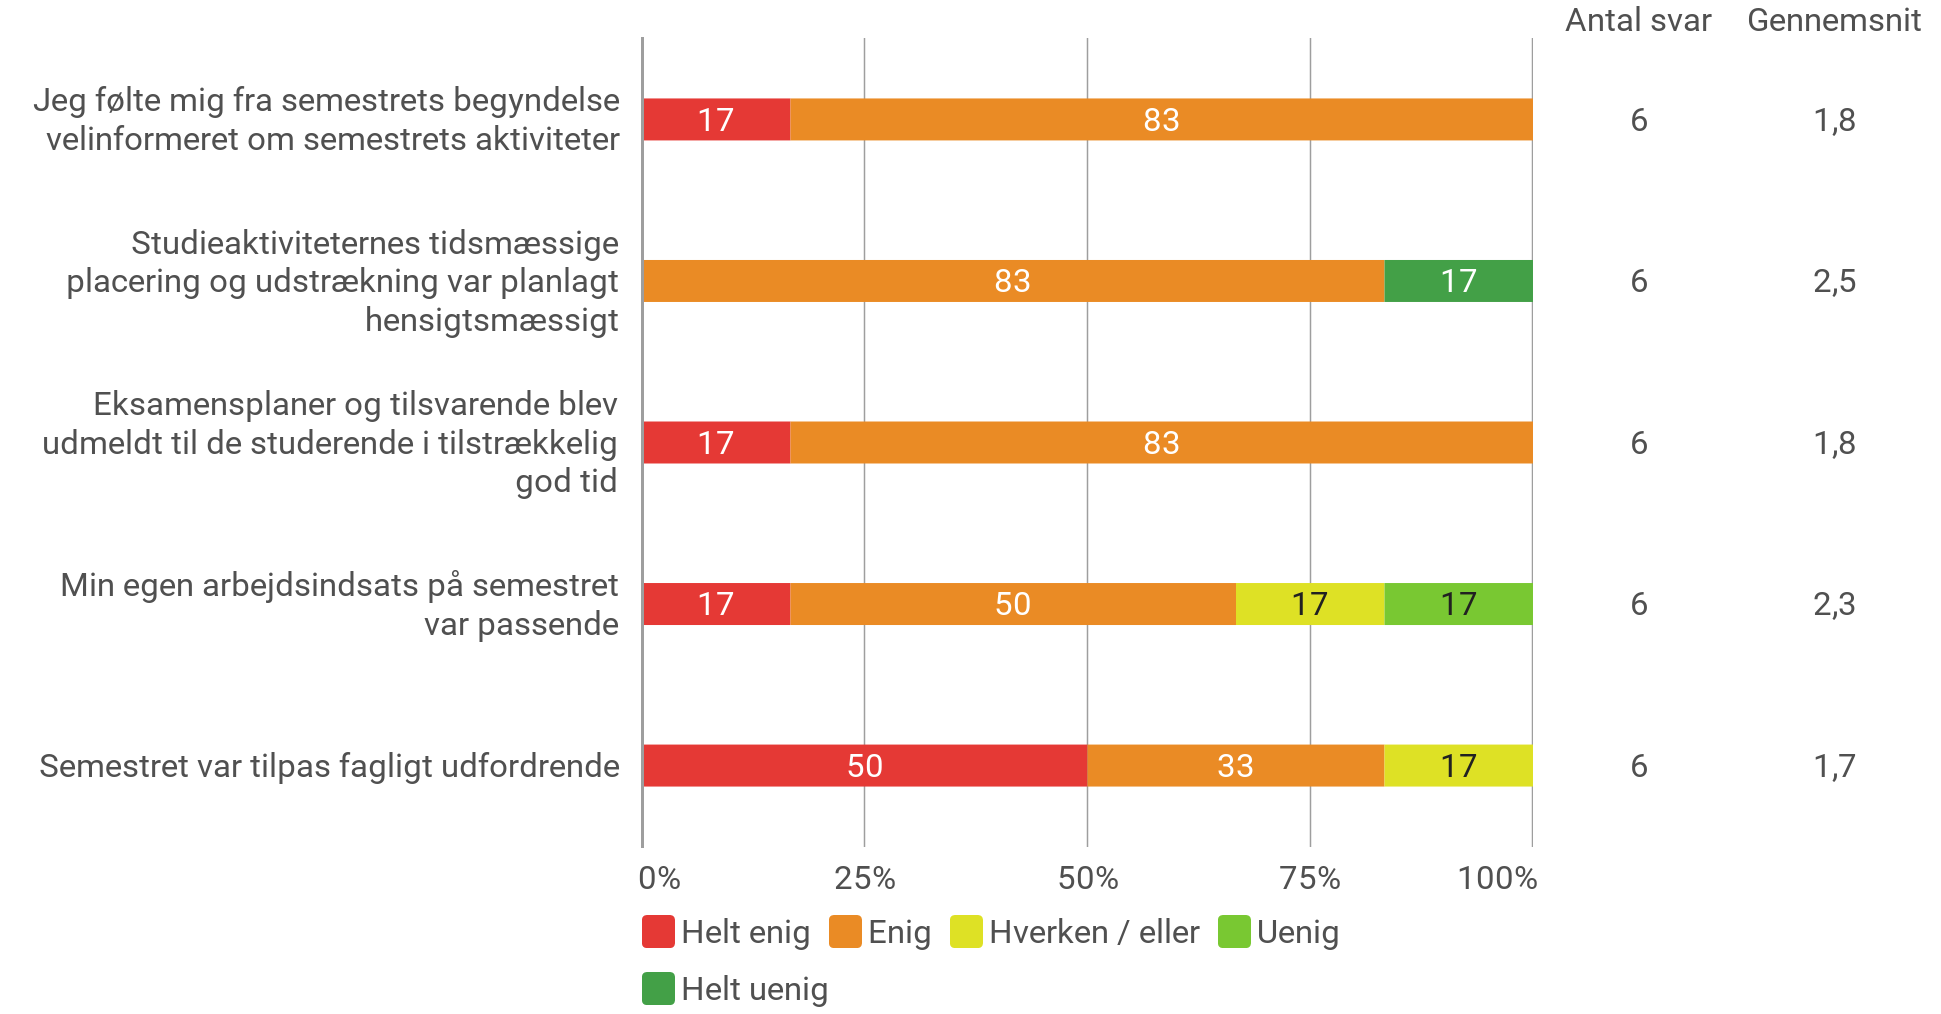 Antal svar Gennemsnit
Jeg følte mig fra semestrets begyndelse
velinformeret om semestrets aktiviteter
17 83 6 1,8
Studieaktiviteternes tidsmæssige
placering og udstrækning var planlagt
hensigtsmæssigt
83 17 6 2,5
Eksamensplaner og tilsvarende blev
udmeldt til de studerende i tilstrækkelig
god tid
17 83 6 1,8
Min egen arbejdsindsats på semestret
var passende
17 50 17 17 6 2,3
Semestret var tilpas fagligt udfordrende
50 33 17 6 1,7
0% 25% 50% 75% 100%
Helt enig Enig Hverken / eller Uenig
Helt uenig